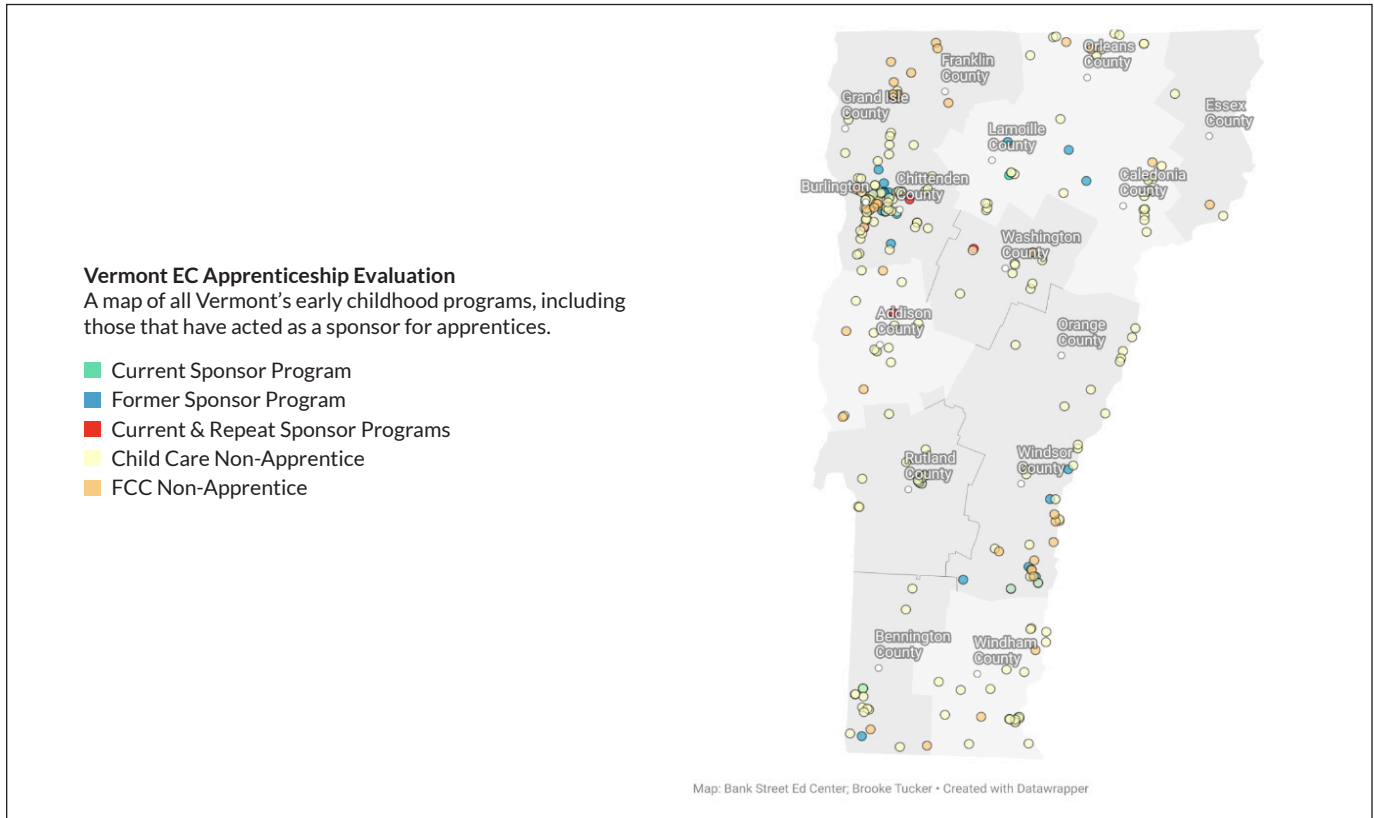 Vermont EC Apprenticeship Evaluation
A map of all Vermont's early childhood programs, including
those that have acted as a sponsor for apprentices.
Current Sponsor Program
Former Sponsor Program
Current & Repeat Sponsor Programs
Child Care Non-Apprentice
FCC Non-Apprentice
Orleans
County
Franklin
County
Grand Isle
County
Essex
County
Lamoille
County
Caledonia
County
Burlington
Chittenden
County
Washington
County
Addison
County
Orange
County
Rutland
County
Windsor
County
Bennington
County
Windham
County
Map: Bank Street Ed Center; Brooke Tucker • Created with Datawrapper